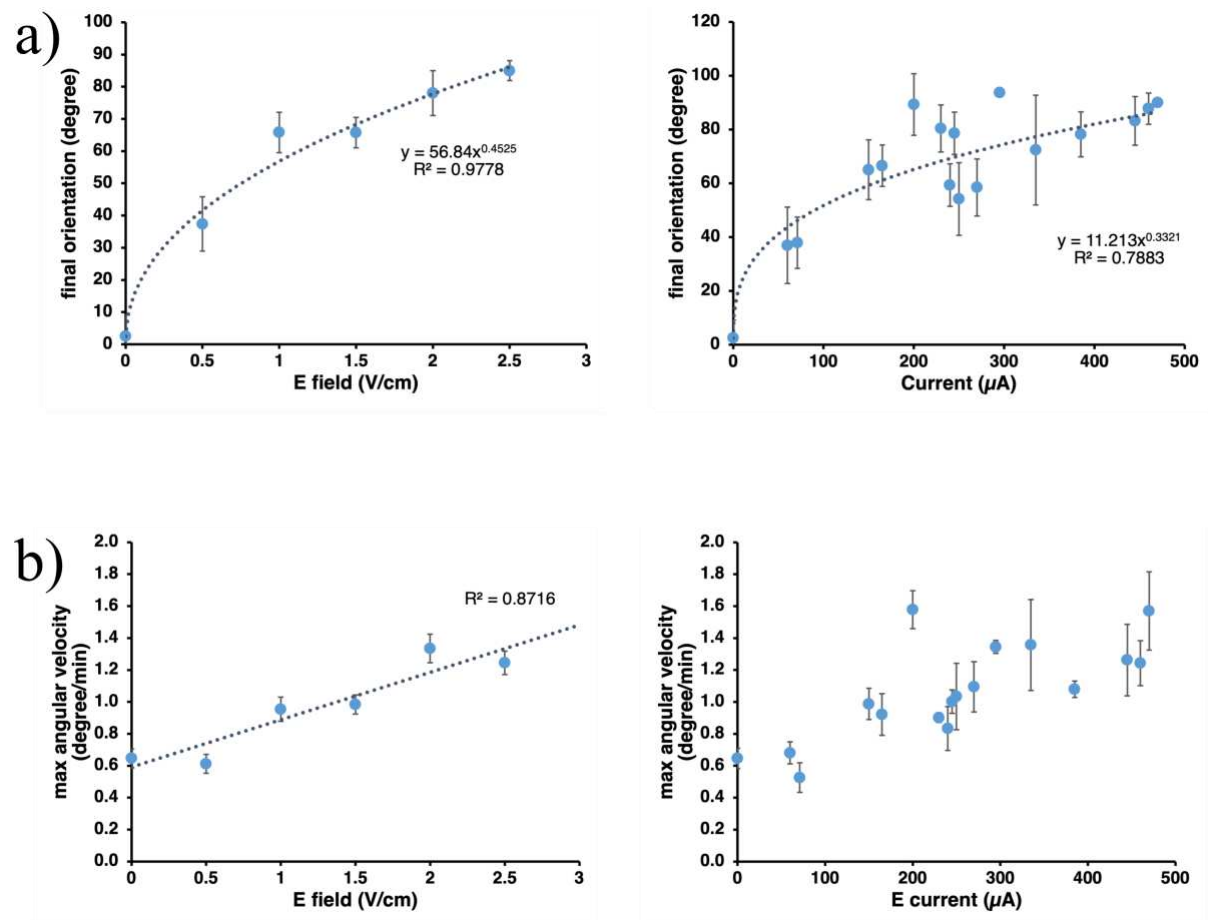 a)
100
90
80
70
60
50
40
30
20
10
0
final orientation (degree)
y = 56.84x^0.4525
R² = 0.9778
0 0.5 1 1.5 2 2.5 3
E field (V/cm)
120
100
80
60
40
20
0
final orientation (degree)
y = 11.213x^0.3321
R² = 0.7883
0 100 200 300 400 500
Current (µA)
b)
2.0
1.8
1.6
1.4
1.2
1.0
0.8
0.6
0.4
0.2
0.0
max angular velocity
(degree/min)
R² = 0.8716
0 0.5 1 1.5 2 2.5 3
E field (V/cm)
2.0
1.8
1.6
1.4
1.2
1.0
0.8
0.6
0.4
0.2
0.0
max angular velocity
(degree/min)
0 100 200 300 400 500
E current (µA)